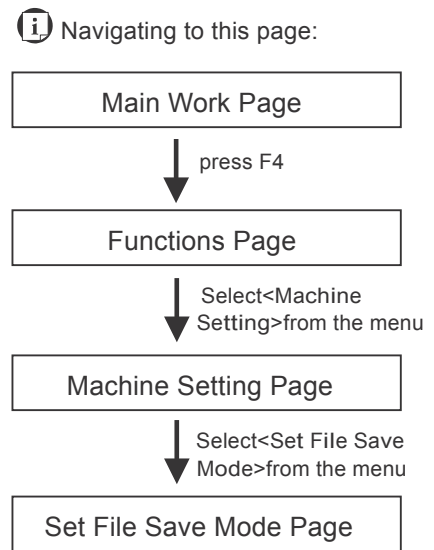 Navigating to this page:
Main Work Page
press F4
Functions Page
Select<Machine
Setting>from the menu
Machine Setting Page
Select<Set File Save
Mode>from the menu
Set File Save Mode Page